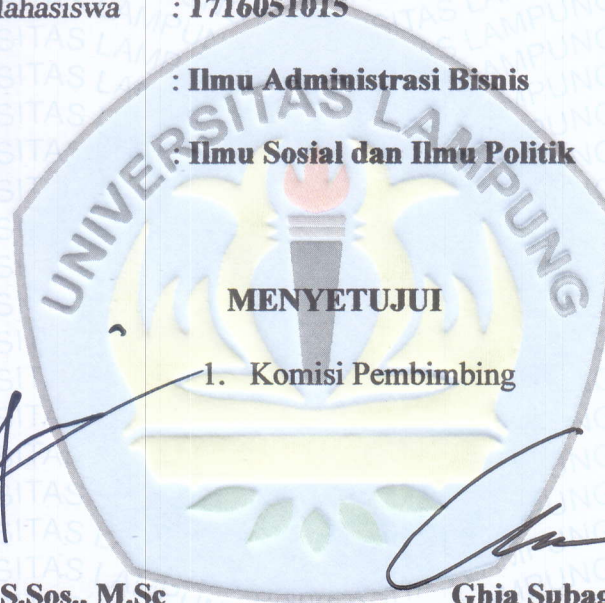 Mahasiswa : 1716051015
: Ilmu Administrasi Bisnis
: Ilmu Sosial dan Ilmu Politik
UNIVERSITAS LAMPUNG
MENYETUJUI
1. Komisi Pembimbing
S.Sos., M.Sc Ghia Subag